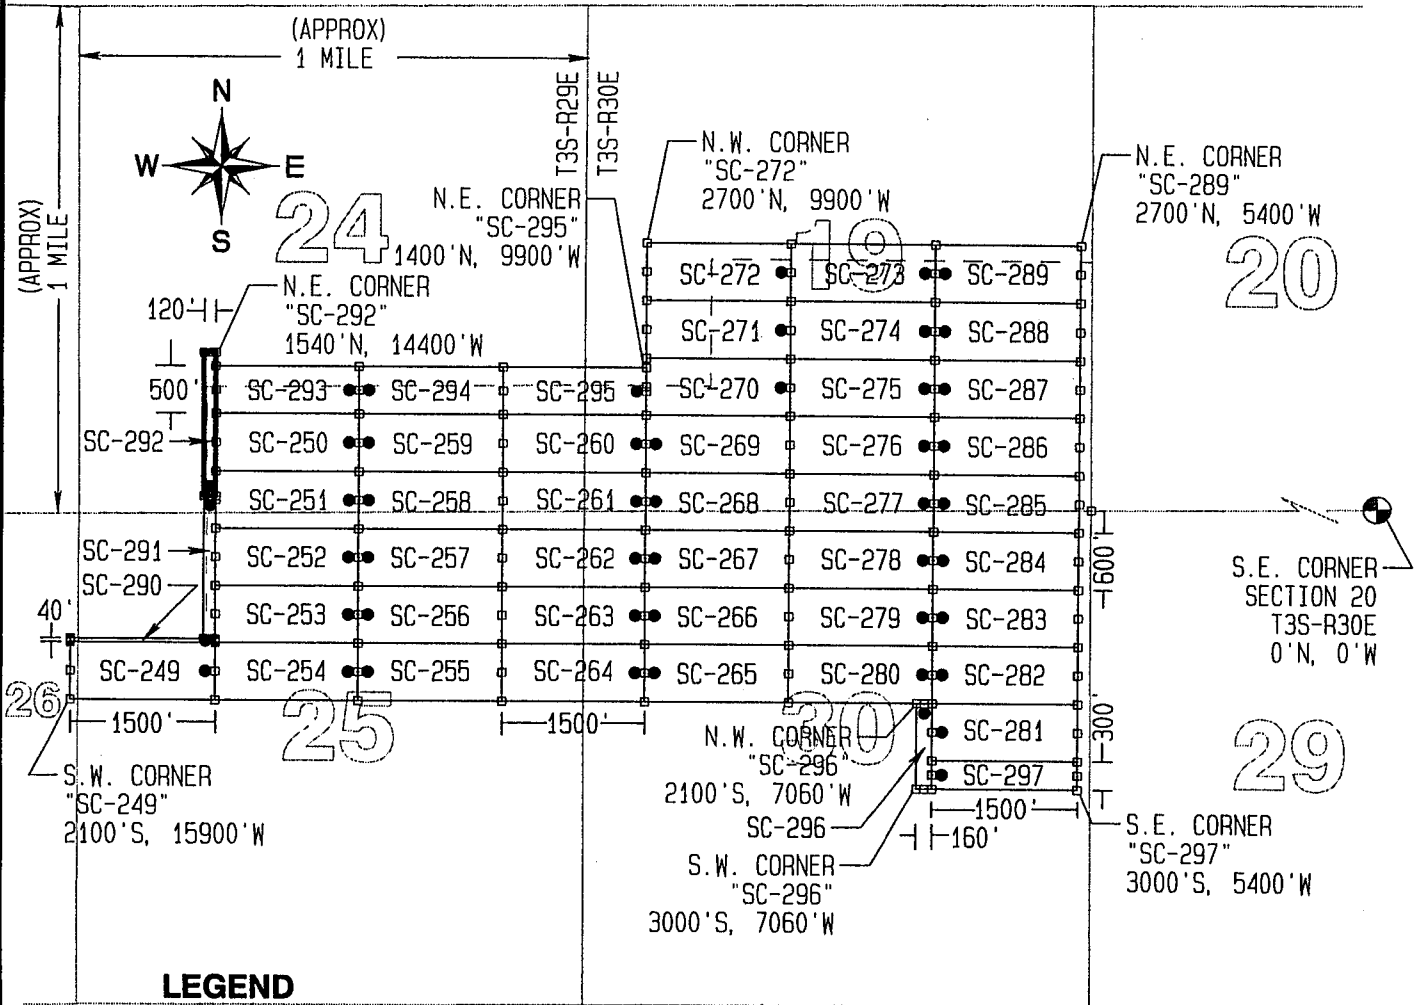 (APPROX)
1 MILE
(APPROX)
1 MILE
T3S-R29E
T3S-R30E
N
W E
S
24
19
20
N.W. CORNER
"SC-272"
2700'N, 9900'W
N.E. CORNER
"SC-289"
2700'N, 5400'W
N.E. CORNER
"SC-295"
1400'N, 9900'W
N.E. CORNER
"SC-292"
1540'N, 14400'W
120'
500'
SC-272 SC-273 SC-289
SC-271 SC-274 SC-288
SC-293 SC-294 SC-295 SC-270 SC-275 SC-287
SC-292 SC-250 SC-259 SC-260 SC-269 SC-276 SC-286
SC-251 SC-258 SC-261 SC-268 SC-277 SC-285
SC-291 SC-252 SC-257 SC-262 SC-267 SC-278 SC-284
600'
SC-290
SC-253 SC-256 SC-263 SC-266 SC-279 SC-283
40'
SC-249 SC-254 SC-255 SC-264 SC-265 SC-280 SC-282
S.E. CORNER
SECTION 20
T3S-R30E
0'N, 0'W
26
25
30
29
1500'
1500'
SC-281
300'
SC-297
1500'
160'
N.W. CORNER
"SC-296"
2100'S, 7060'W
SC-296
S.W. CORNER
"SC-296"
3000'S, 7060'W
S.W. CORNER
"SC-249"
2100'S, 15900'W
S.E. CORNER
"SC-297"
3000'S, 5400'W
LEGEND